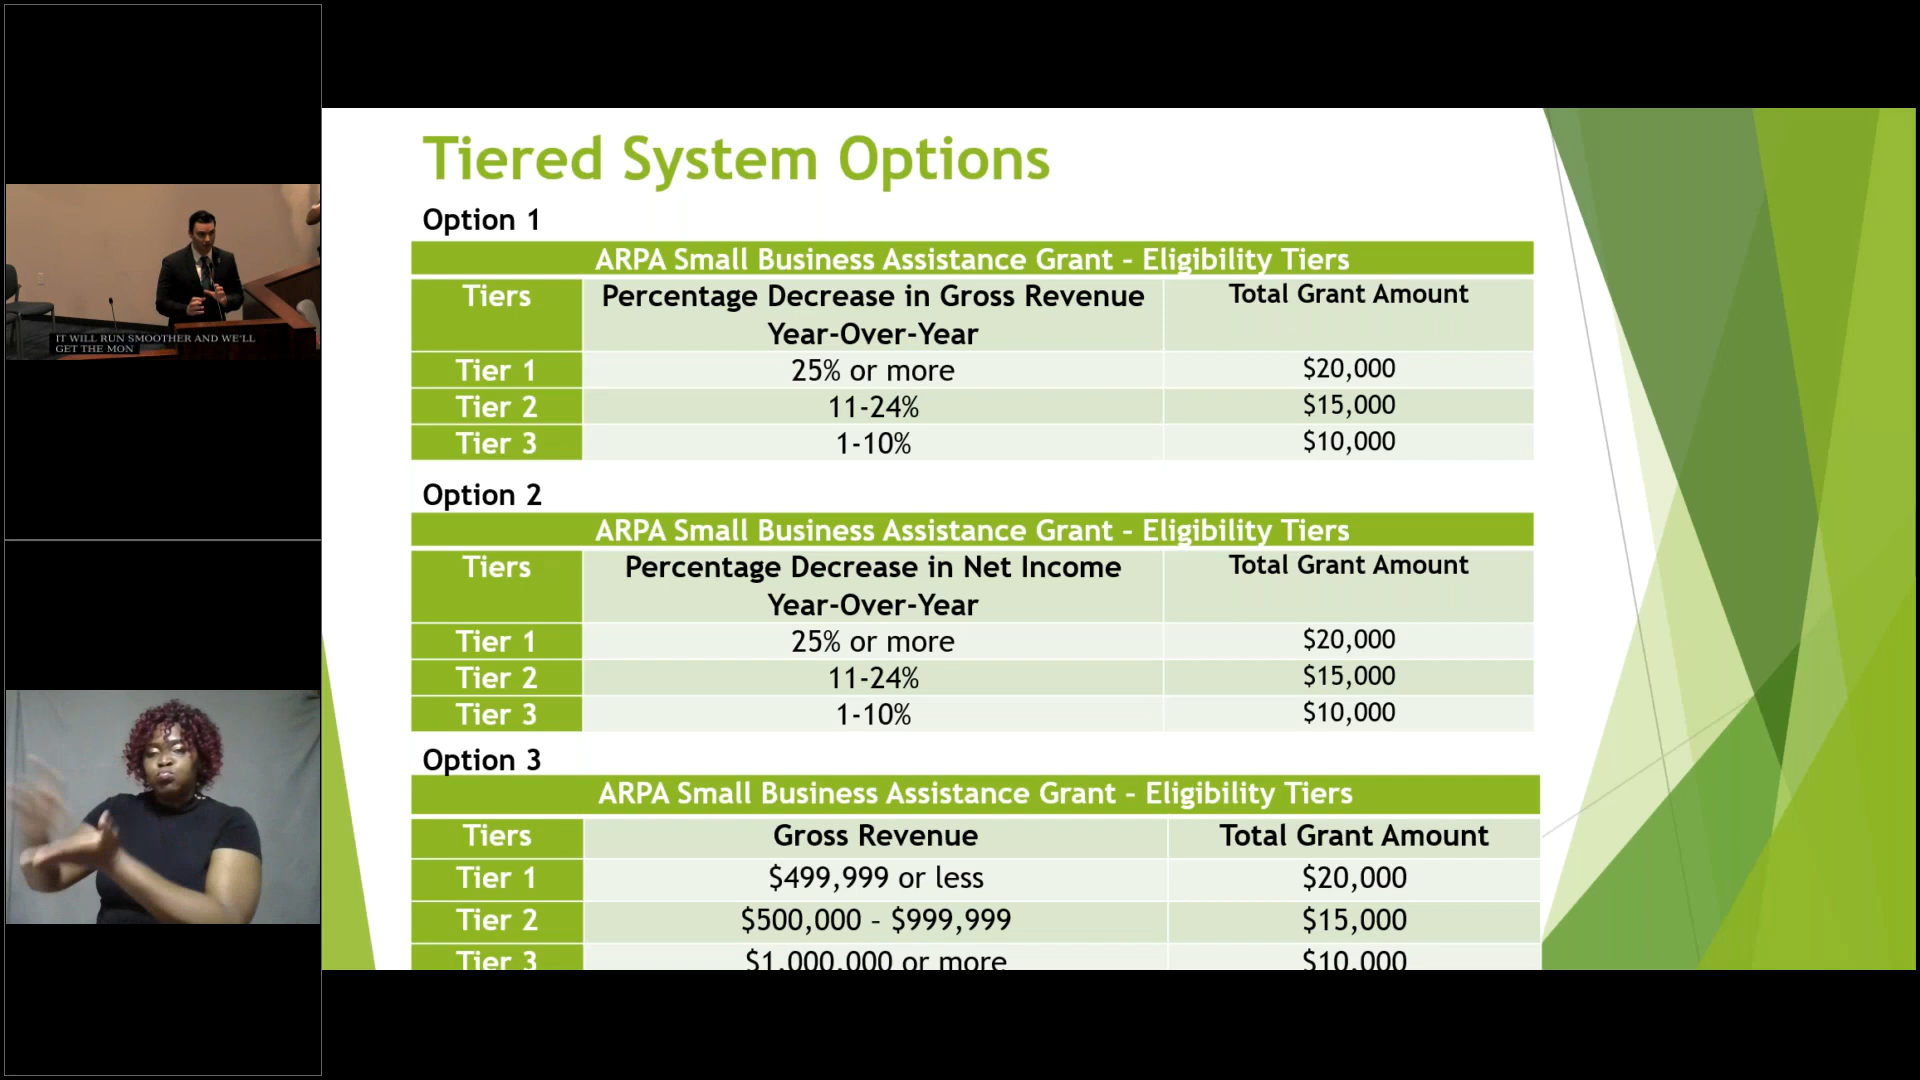 Tiered System Options
Option 1
ARPA Small Business Assistance Grant – Eligibility Tiers
Tiers Percentage Decrease in Gross Revenue Total Grant Amount
Year-Over-Year
Tier 1 25% or more $20,000
Tier 2 11-24% $15,000
Tier 3 1-10% $10,000
Option 2
ARPA Small Business Assistance Grant – Eligibility Tiers
Tiers Percentage Decrease in Net Income Total Grant Amount
Year-Over-Year
Tier 1 25% or more $20,000
Tier 2 11-24% $15,000
Tier 3 1-10% $10,000
Option 3
ARPA Small Business Assistance Grant – Eligibility Tiers
Tiers Gross Revenue Total Grant Amount
Tier 1 $499,999 or less $20,000
Tier 2 $500,000 – $999,999 $15,000
Tier 3 $1,000,000 or more $10,000
IT WILL RUN SMOOTHER AND WE'LL
GET THE MON